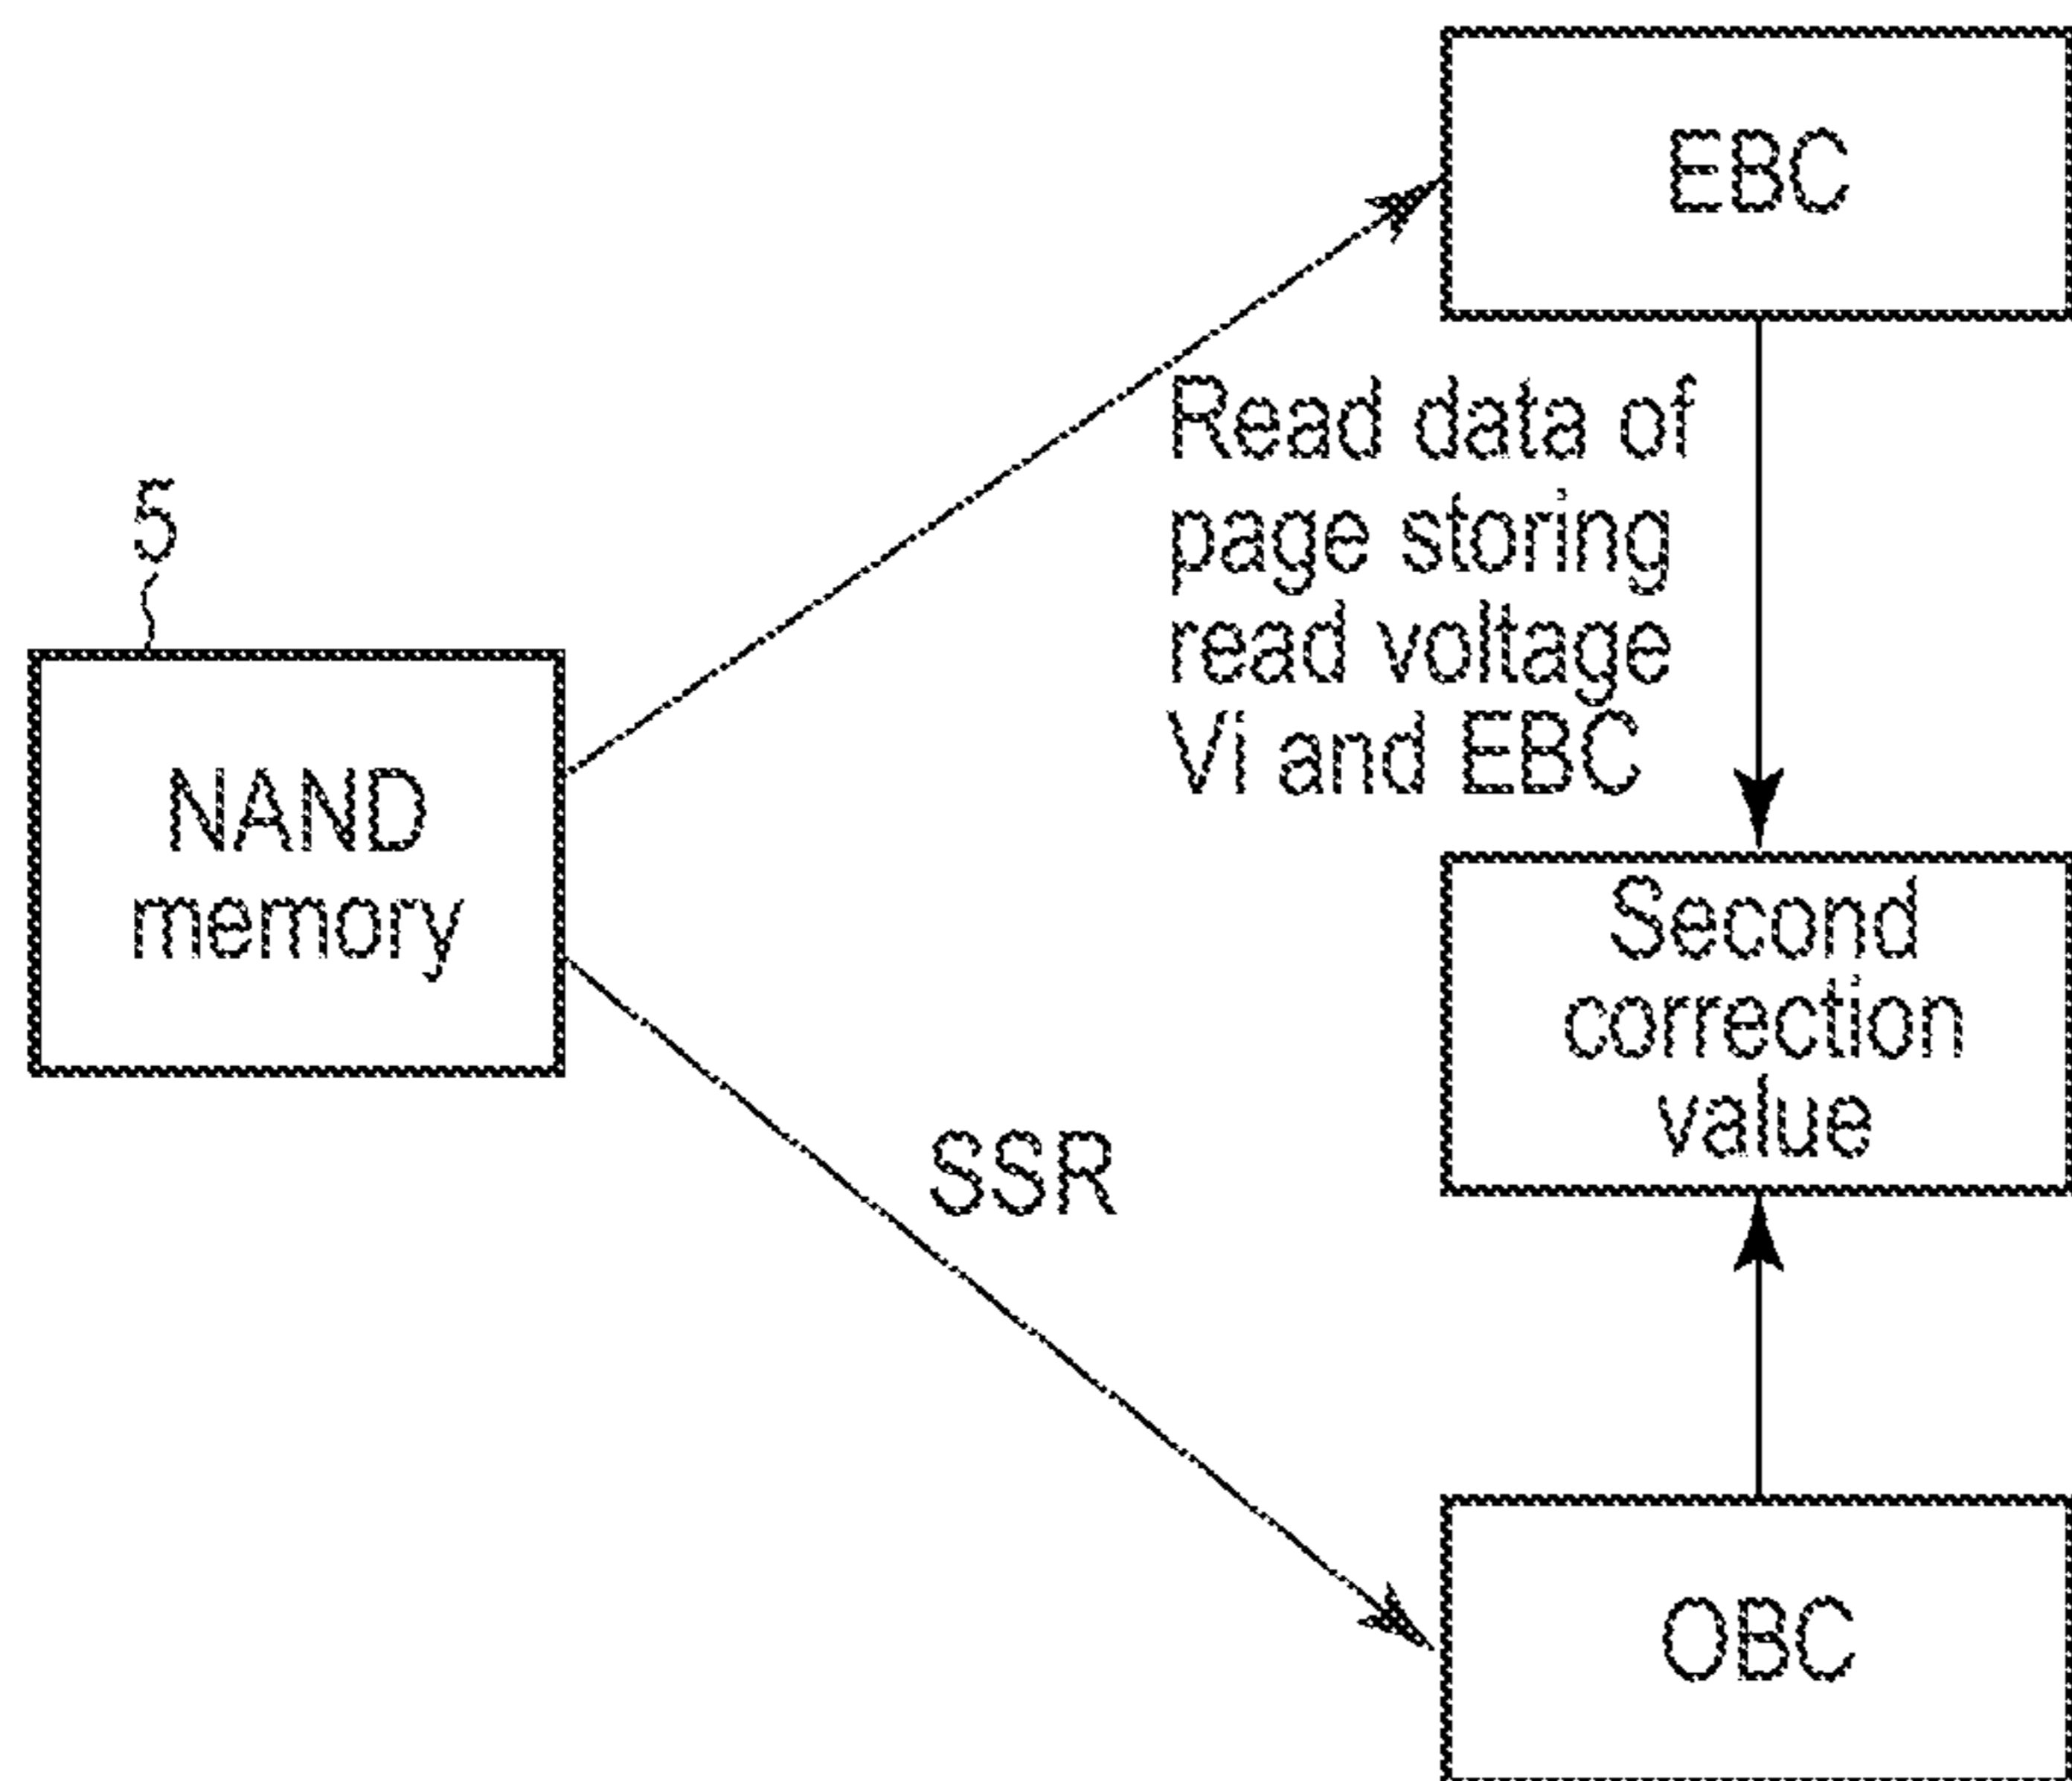 EBC
Read data of
page storing
read voltage
Vi and EBC
5
NAND
memory
Second
correction
value
SSR
OBC